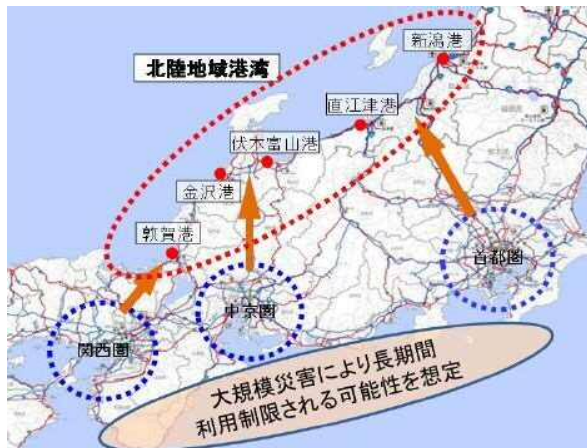 新潟港
北陸地域港湾
直江津港
伏木富山港
金沢港
敦賀港
首都圏
中京圏
関西圏
大規模災害により長期間
利用制限される可能性を想定